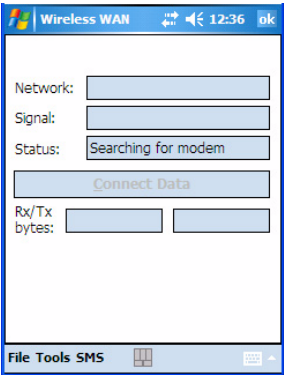 Wireless WAN 12:36 ok
Network:
Signal:
Status: Searching for modem
Connect Data
Rx/Tx
bytes:
File Tools SMS